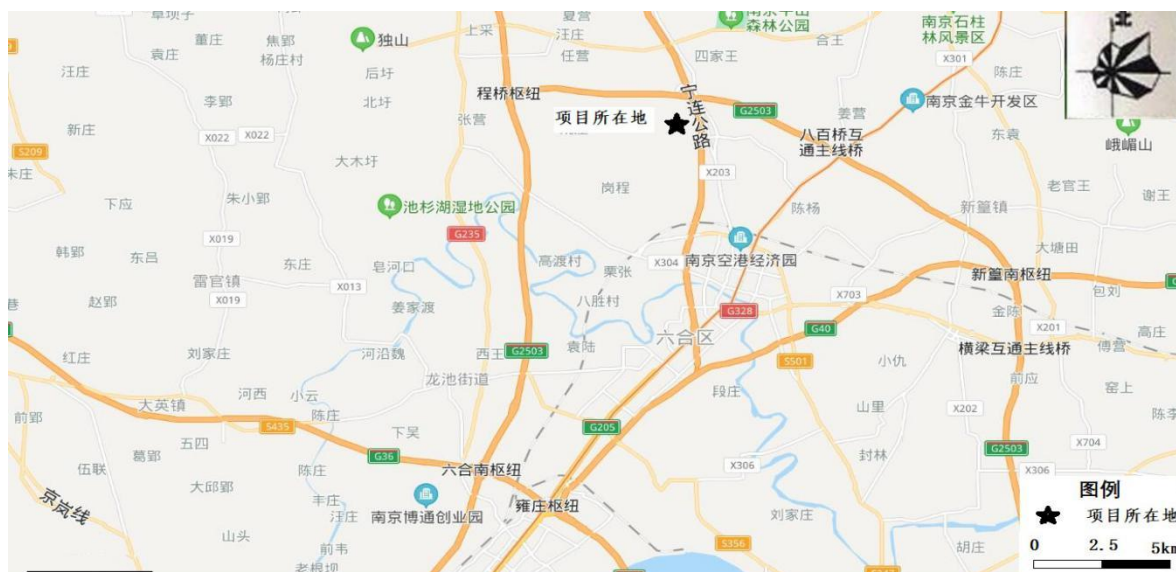 独山
上采
夏营
汪庄
任营
森林公园
四家王
合王
南京石柱
林风景区
X301
陈庄
北
董庄
袁庄
焦郢
杨庄村
汪庄
后圩
北圩
程桥枢纽
宁连公路
G2503
姜营
南京金牛开发区
李郢
新庄
X022
X022
张营
项目所在地
八百桥互
通主线桥
东袁
峨嵋山
S209
朱庄
大木圩
岗程
X203
老官王
谢王
下应
朱小郢
池杉湖湿地公园
陈杨
新篁镇
G235
X019
韩郢
东吕
东庄
皂河口
高渡村
栗张
X304
南京空港经济园
大塘田
雷官镇
X013
新篁南枢纽
包刘
巷
赵郢
X019
姜家渡
八胜村
X703
G328
金陈
六合区
G40
X201
高庄
红庄
刘家庄
河沿魏
西王
G2503
袁陆
小仇
横梁互通主线桥
傅营
S501
龙池街道
段庄
前应
窑上
河西
小云
大英镇
陈庄
山里
X202
陈李
前郢
S435
下吴
G205
五四
G36
封林
G2503
X704
葛郢
伍联
陈庄
六合南枢纽
X306
X306
大邱郢
丰庄
汪庄
南京博通创业园
雍庄枢纽
图例
京岚线
刘家庄
项目所在地
山头
前韦
S356
胡庄
0 2.5 5km
老根坝